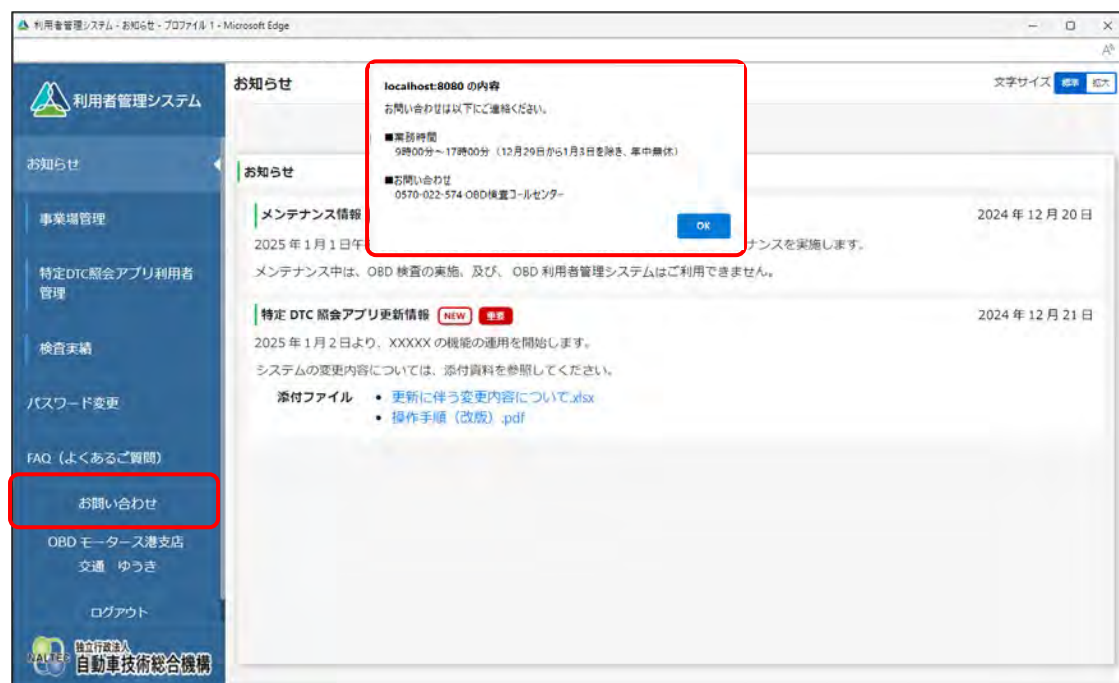 利用者管理システム - お知らせ - プロファイル 1 - Microsoft Edge
利用者管理システム
お知らせ
事業場管理
特定DTC照会アプリ利用者
管理
検査実績
パスワード変更
FAQ（よくあるご質問）
お問い合わせ
OBD モータース港支店
交通　ゆうき
ログアウト
NALTEC
独立行政法人
自動車技術総合機構
お知らせ
文字サイズ 標準 拡大
localhost:8080 の内容
お問い合わせは以下にご連絡ください。
■業務時間
9時00分～17時00分（12月29日から1月3日を除き、年中無休）
■お問い合わせ
0570-022-574 OBD検査コールセンター
OK
お知らせ
メンテナンス情報 2024 年 12 月 20 日
2025 年 1 月 1 日午 ナンスを実施します。
メンテナンス中は、OBD 検査の実施、及び、 OBD 利用者管理システムはご利用できません。
特定 DTC 照会アプリ更新情報 NEW 重要 2024 年 12 月 21 日
2025 年 1 月 2 日より、XXXXX の機能の運用を開始します。
システムの変更内容については、添付資料を参照してください。
添付ファイル • 更新に伴う変更内容について.xlsx
• 操作手順（改版）.pdf